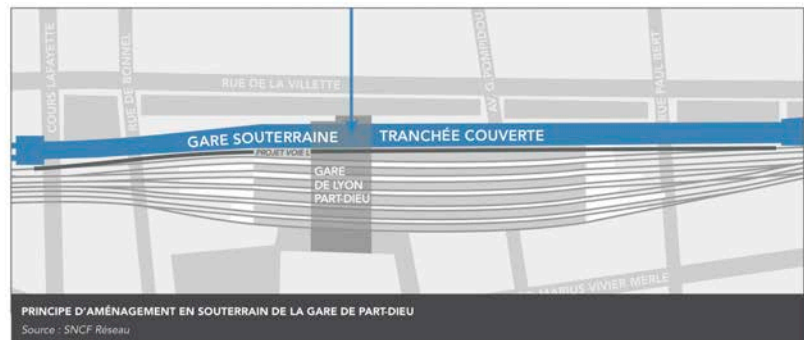 COURS LAFAYETTE
RUE DE BONNEL
RUE DE LA VILLETTE
AV. G. POMPIDOU
RUE PAUL BERT
GARE SOUTERRAINE
TRANCHÉE COUVERTE
PROJET VOIE L
GARE
DE LYON
PART-DIEU
MARIUS VIVIER MERLE
PRINCIPE D'AMÉNAGEMENT EN SOUTERRAIN DE LA GARE DE PART-DIEU
Source : SNCF Réseau